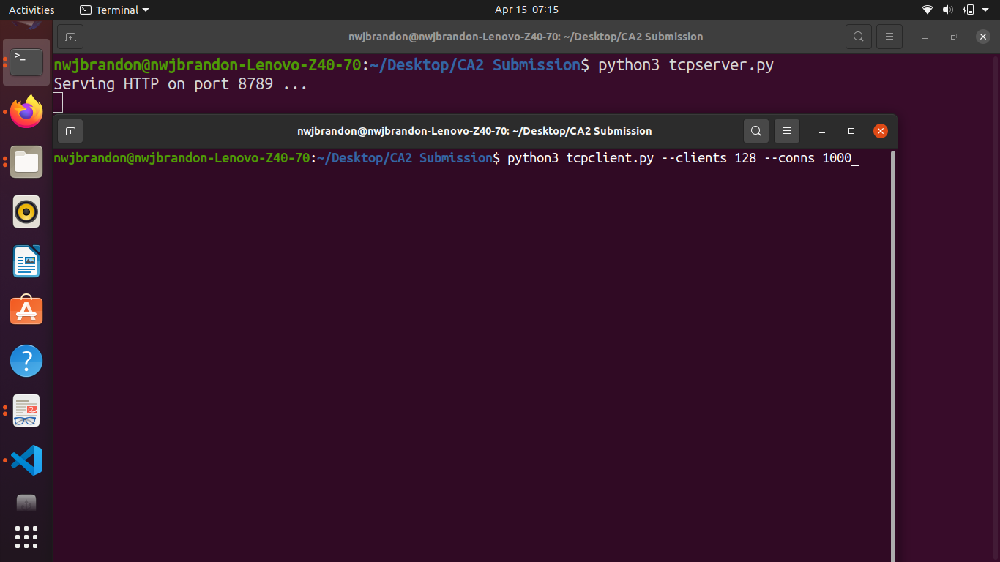 Activities Terminal Apr 15 07:15
nwjbrandon@nwjbrandon-Lenovo-Z40-70: ~/Desktop/CA2 Submission
nwjbrandon@nwjbrandon-Lenovo-Z40-70:~/Desktop/CA2 Submission$ python3 tcpserver.py
Serving HTTP on port 8789 ...
nwjbrandon@nwjbrandon-Lenovo-Z40-70: ~/Desktop/CA2 Submission
nwjbrandon@nwjbrandon-Lenovo-Z40-70:~/Desktop/CA2 Submission$ python3 tcpclient.py --clients 128 --conns 1000